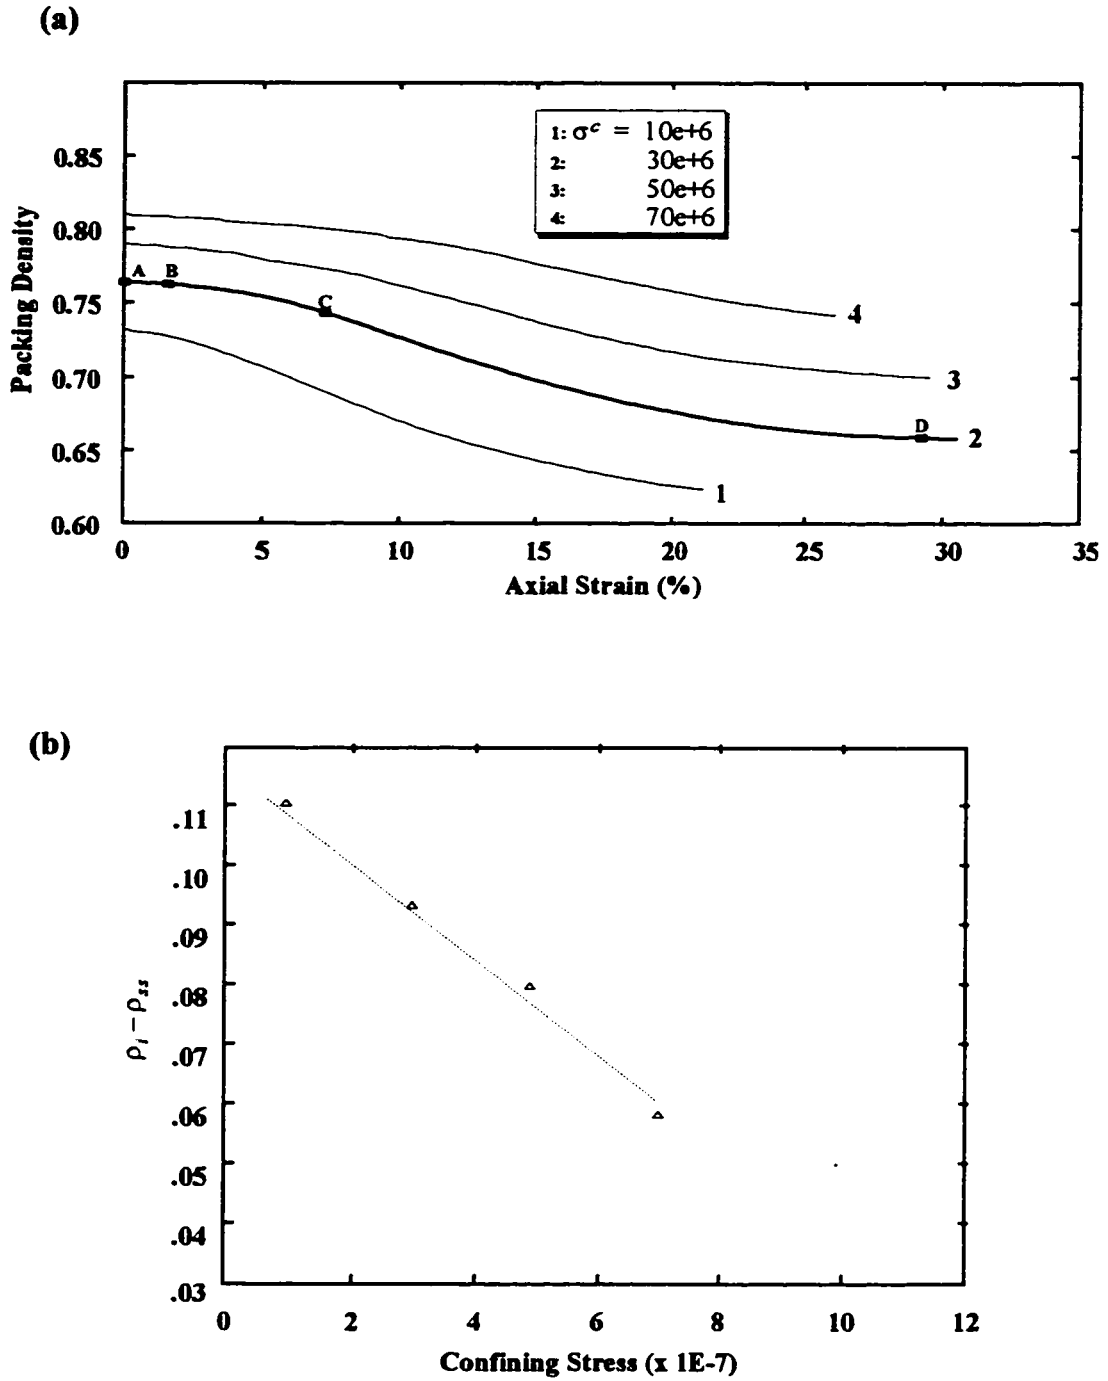 (a)
1: σᶜ = 10e+6
2: 30e+6
3: 50e+6
4: 70e+6
0.85
0.80
0.75
0.70
0.65
0.60
Packing Density
A
B
C
D
4
3
2
1
0 5 10 15 20 25 30 35
Axial Strain (%)
(b)
.11
.10
.09
.08
.07
.06
.05
.04
.03
ρᵢ − ρₛₛ
0 2 4 6 8 10 12
Confining Stress (x 1E-7)